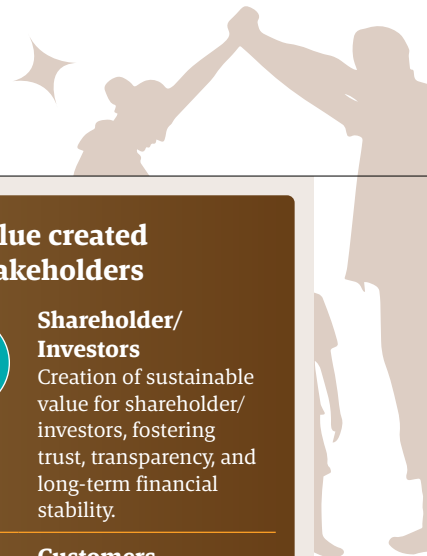 lue created
akeholders
Shareholder/
Investors
Creation of sustainable
value for shareholder/
investors, fostering
trust, transparency, and
long-term financial
stability.
Customers